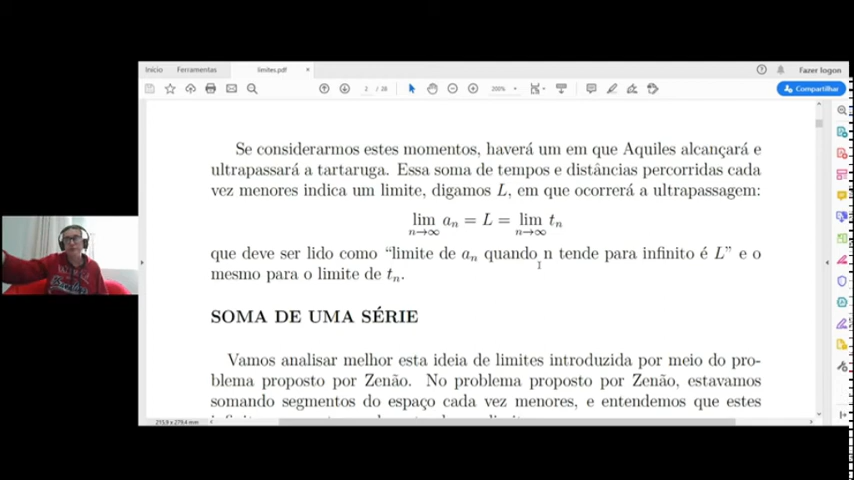 Início Ferramentas limites.pdf × Fazer logon
2 / 28 200% Compartilhar
Se considerarmos estes momentos, haverá um em que Aquiles alcançará e
ultrapassará a tartaruga. Essa soma de tempos e distâncias percorridas cada
vez menores indica um limite, digamos L, em que ocorrerá a ultrapassagem:
lim aₙ = L = lim tₙ
n→∞ n→∞
que deve ser lido como “limite de aₙ quando n tende para infinito é L” e o
mesmo para o limite de tₙ.
SOMA DE UMA SÉRIE
Vamos analisar melhor esta ideia de limites introduzida por meio do pro-
blema proposto por Zenão. No problema proposto por Zenão, estavamos
somando segmentos do espaço cada vez menores, e entendemos que estes
215,9 x 279,4 mm